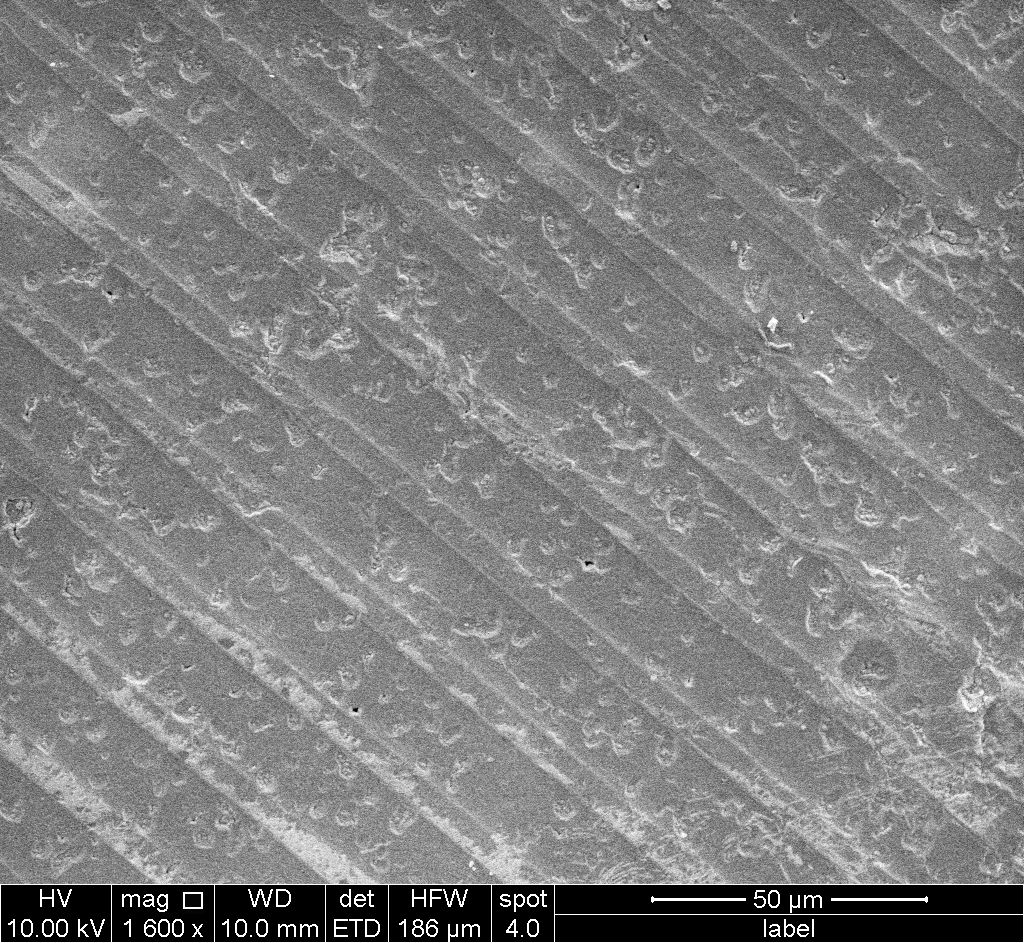 HV mag □ WD det HFW spot 50 µm
10.00 kV 1 600 x 10.0 mm ETD 186 µm 4.0 label